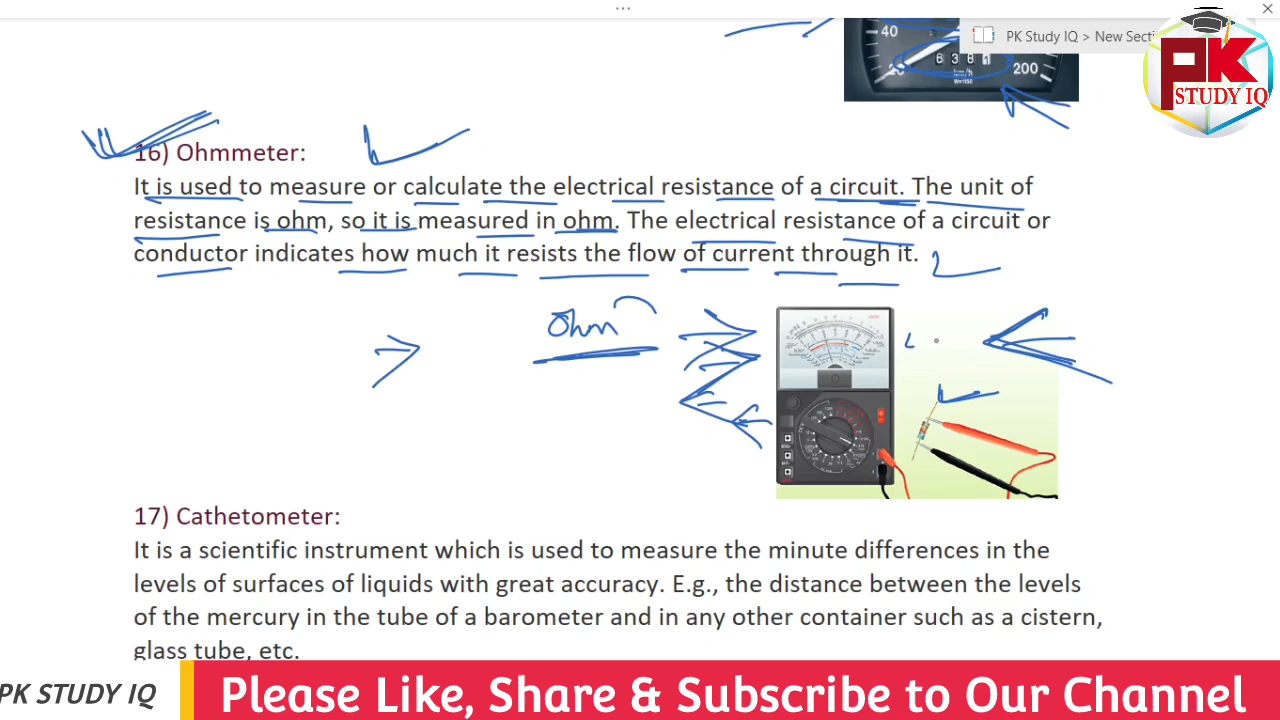 ...
PK Study IQ > New Secti
40
6 3 8 1
20
200
PK
STUDY IQ
16) Ohmmeter:
It is used to measure or calculate the electrical resistance of a circuit. The unit of
resistance is ohm, so it is measured in ohm. The electrical resistance of a circuit or
conductor indicates how much it resists the flow of current through it.
Ohm
17) Cathetometer:
It is a scientific instrument which is used to measure the minute differences in the
levels of surfaces of liquids with great accuracy. E.g., the distance between the levels
of the mercury in the tube of a barometer and in any other container such as a cistern,
glass tube, etc.
PK STUDY IQ
Please Like, Share & Subscribe to Our Channel